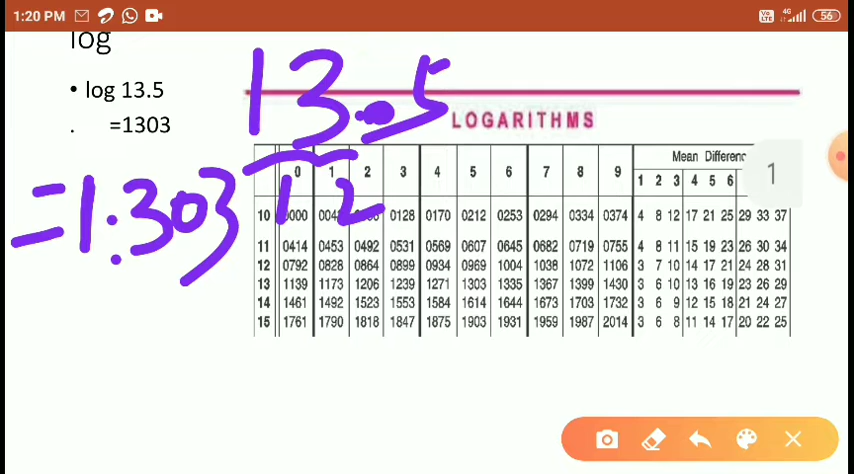 1:20 PM
Vo LTE 4G 56
log
• log 13.5
. =1303
13.5
12
=1.303
LOGARITHMS
0 1 2 3 4 5 6 7 8 9 Mean Differenc
1 2 3 4 5 6 1
10 0000 004 0128 0170 0212 0253 0294 0334 0374 4 8 12 17 21 25 29 33 37
11 0414 0453 0492 0531 0569 0607 0645 0682 0719 0755 4 8 11 15 19 23 26 30 34
12 0792 0828 0864 0899 0934 0969 1004 1038 1072 1106 3 7 10 14 17 21 24 28 31
13 1139 1173 1206 1239 1271 1303 1335 1367 1399 1430 3 6 10 13 16 19 23 26 29
14 1461 1492 1523 1553 1584 1614 1644 1673 1703 1732 3 6 9 12 15 18 21 24 27
15 1761 1790 1818 1847 1875 1903 1931 1959 1987 2014 3 6 8 11 14 17 20 22 25